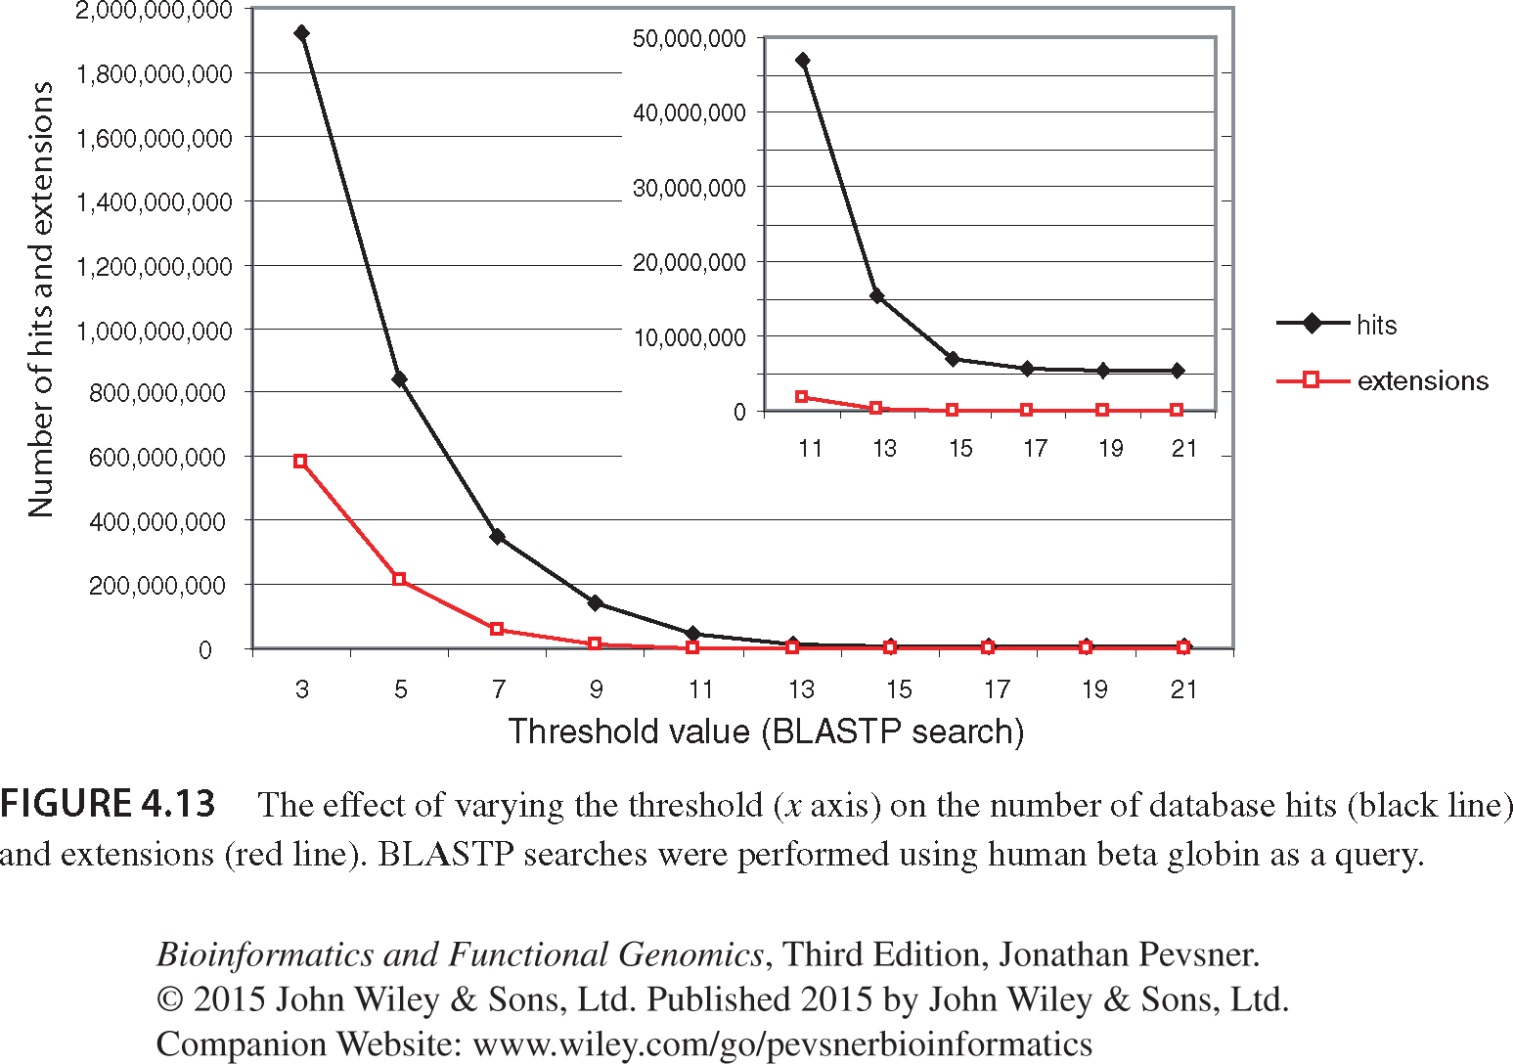 Number of hits and extensions
2,000,000,000
1,800,000,000
1,600,000,000
1,400,000,000
1,200,000,000
1,000,000,000
800,000,000
600,000,000
400,000,000
200,000,000
0
3 5 7 9 11 13 15 17 19 21
Threshold value (BLASTP search)
50,000,000
40,000,000
30,000,000
20,000,000
10,000,000
0
11 13 15 17 19 21
hits
extensions
FIGURE 4.13 The effect of varying the threshold (x axis) on the number of database hits (black line)
and extensions (red line). BLASTP searches were performed using human beta globin as a query.
Bioinformatics and Functional Genomics, Third Edition, Jonathan Pevsner.
© 2015 John Wiley & Sons, Ltd. Published 2015 by John Wiley & Sons, Ltd.
Companion Website: www.wiley.com/go/pevsnerbioinformatics